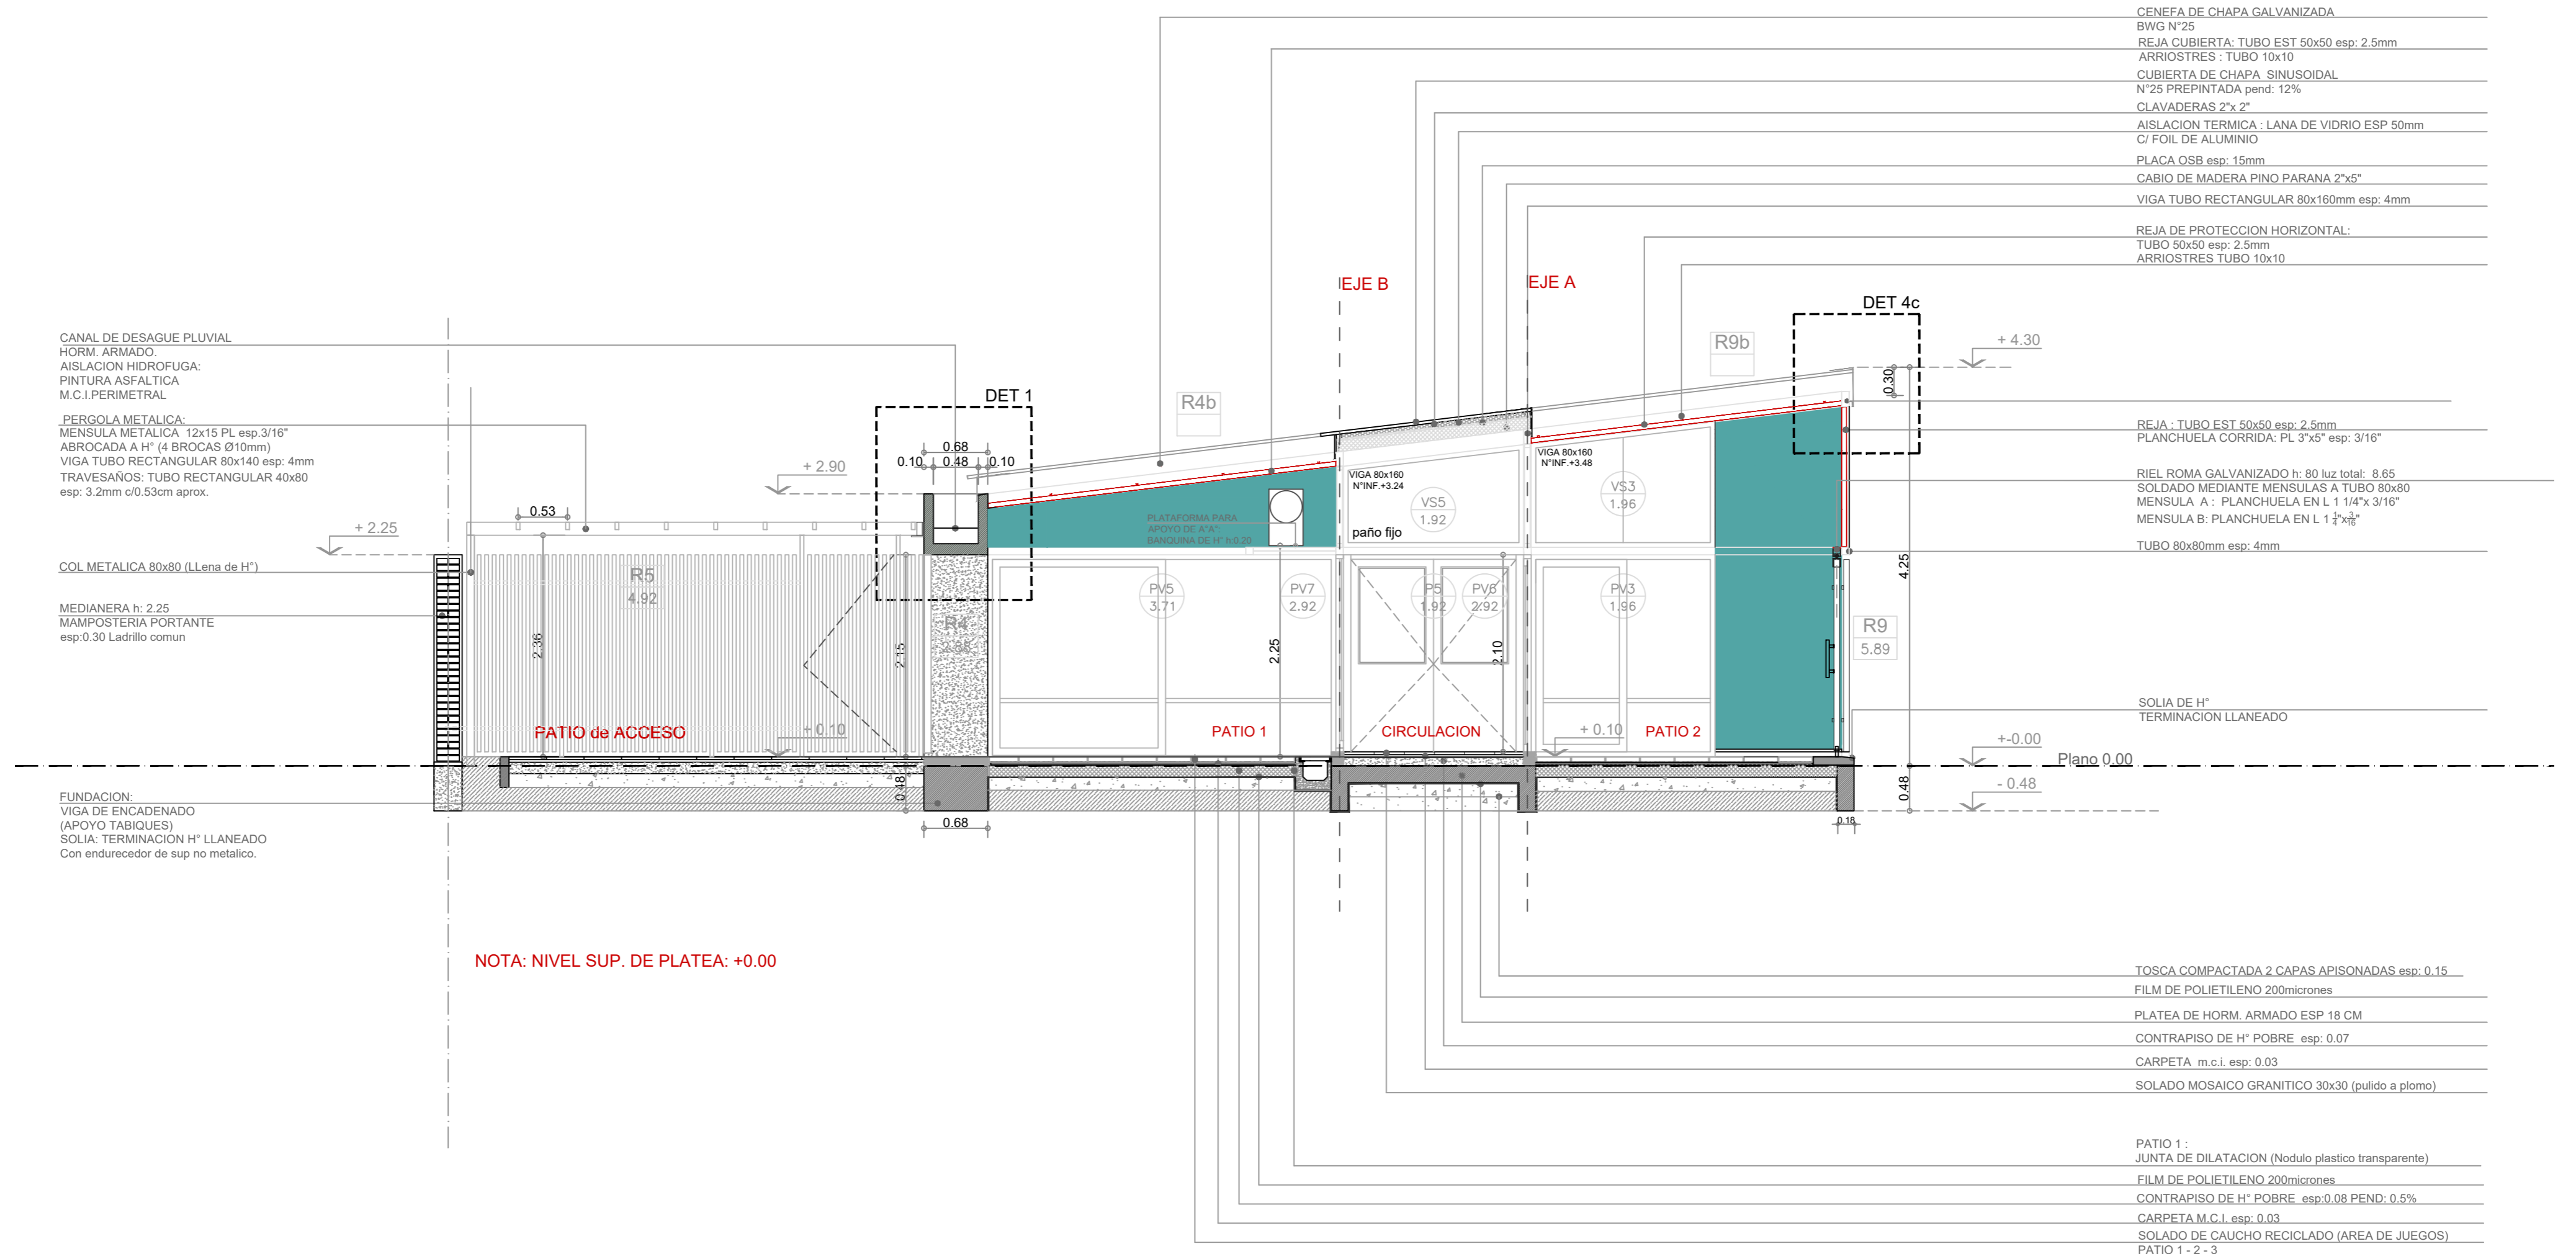 CENEFA DE CHAPA GALVANIZADA
BWG N°25
REJA CUBIERTA: TUBO EST 50x50 esp: 2.5mm
ARRIOSTRES : TUBO 10x10
CUBIERTA DE CHAPA  SINUSOIDAL
N°25 PREPINTADA pend: 12%
CLAVADERAS 2"x 2"
AISLACION TERMICA : LANA DE VIDRIO ESP 50mm
C/ FOIL DE ALUMINIO
PLACA OSB esp: 15mm
CABIO DE MADERA PINO PARANA 2"x5"
VIGA TUBO RECTANGULAR 80x160mm esp: 4mm
REJA DE PROTECCION HORIZONTAL:
TUBO 50x50 esp: 2.5mm
ARRIOSTRES TUBO 10x10
EJE B
EJE A
DET 4c
R9b
+ 4.30
0.30
CANAL DE DESAGUE PLUVIAL
HORM. ARMADO.
AISLACION HIDROFUGA:
PINTURA ASFALTICA
M.C.I.PERIMETRAL
PERGOLA METALICA:
MENSULA METALICA  12x15 PL esp.3/16"
ABROCADA A H° (4 BROCAS Ø10mm)
VIGA TUBO RECTANGULAR 80x140 esp: 4mm
TRAVESAÑOS: TUBO RECTANGULAR 40x80
esp: 3.2mm c/0.53cm aprox.
COL METALICA 80x80 (LLena de H°)
MEDIANERA h: 2.25
MAMPOSTERIA PORTANTE
esp:0.30 Ladrillo comun
FUNDACION:
VIGA DE ENCADENADO
(APOYO TABIQUES)
SOLIA: TERMINACION H° LLANEADO
Con endurecedor de sup no metalico.
DET 1
R4b
0.68
0.10 0.48 0.10
+ 2.90
0.53
+ 2.25
VIGA 80x160
N°INF.+3.24
VIGA 80x160
N°INF.+3.48
VS5
1.92
VS3
1.96
paño fijo
PLATAFORMA PARA
APOYO DE A°A°:
BANQUINA DE H° h:0.20
R5
4.92
R4
PV5
3.71
PV7
2.92
P5
1.92
PV6
2.92
PV3
1.96
R9
5.89
2.36
2.15
2.25
2.10
4.25
PATIO de ACCESO
+ 0.10
PATIO 1
CIRCULACION
+ 0.10
PATIO 2
REJA : TUBO EST 50x50 esp: 2.5mm
PLANCHUELA CORRIDA: PL 3"x5" esp: 3/16"
RIEL ROMA GALVANIZADO h: 80 luz total:  8.65
SOLDADO MEDIANTE MENSULAS A TUBO 80x80
MENSULA  A :  PLANCHUELA EN L 1 1/4"x 3/16"
MENSULA B: PLANCHUELA EN L 1 1/4"x3/16"
TUBO 80x80mm esp: 4mm
SOLIA DE H°
TERMINACION LLANEADO
+-0.00
Plano 0.00
- 0.48
0.48
0.48
0.68
0.18
NOTA: NIVEL SUP. DE PLATEA: +0.00
TOSCA COMPACTADA 2 CAPAS APISONADAS esp: 0.15
FILM DE POLIETILENO 200micrones
PLATEA DE HORM. ARMADO ESP 18 CM
CONTRAPISO DE H° POBRE  esp: 0.07
CARPETA  m.c.i. esp: 0.03
SOLADO MOSAICO GRANITICO 30x30 (pulido a plomo)
PATIO 1 :
JUNTA DE DILATACION (Nodulo plastico transparente)
FILM DE POLIETILENO 200micrones
CONTRAPISO DE H° POBRE  esp:0.08 PEND: 0.5%
CARPETA M.C.I. esp: 0.03
SOLADO DE CAUCHO RECICLADO (AREA DE JUEGOS)
PATIO 1 - 2 - 3